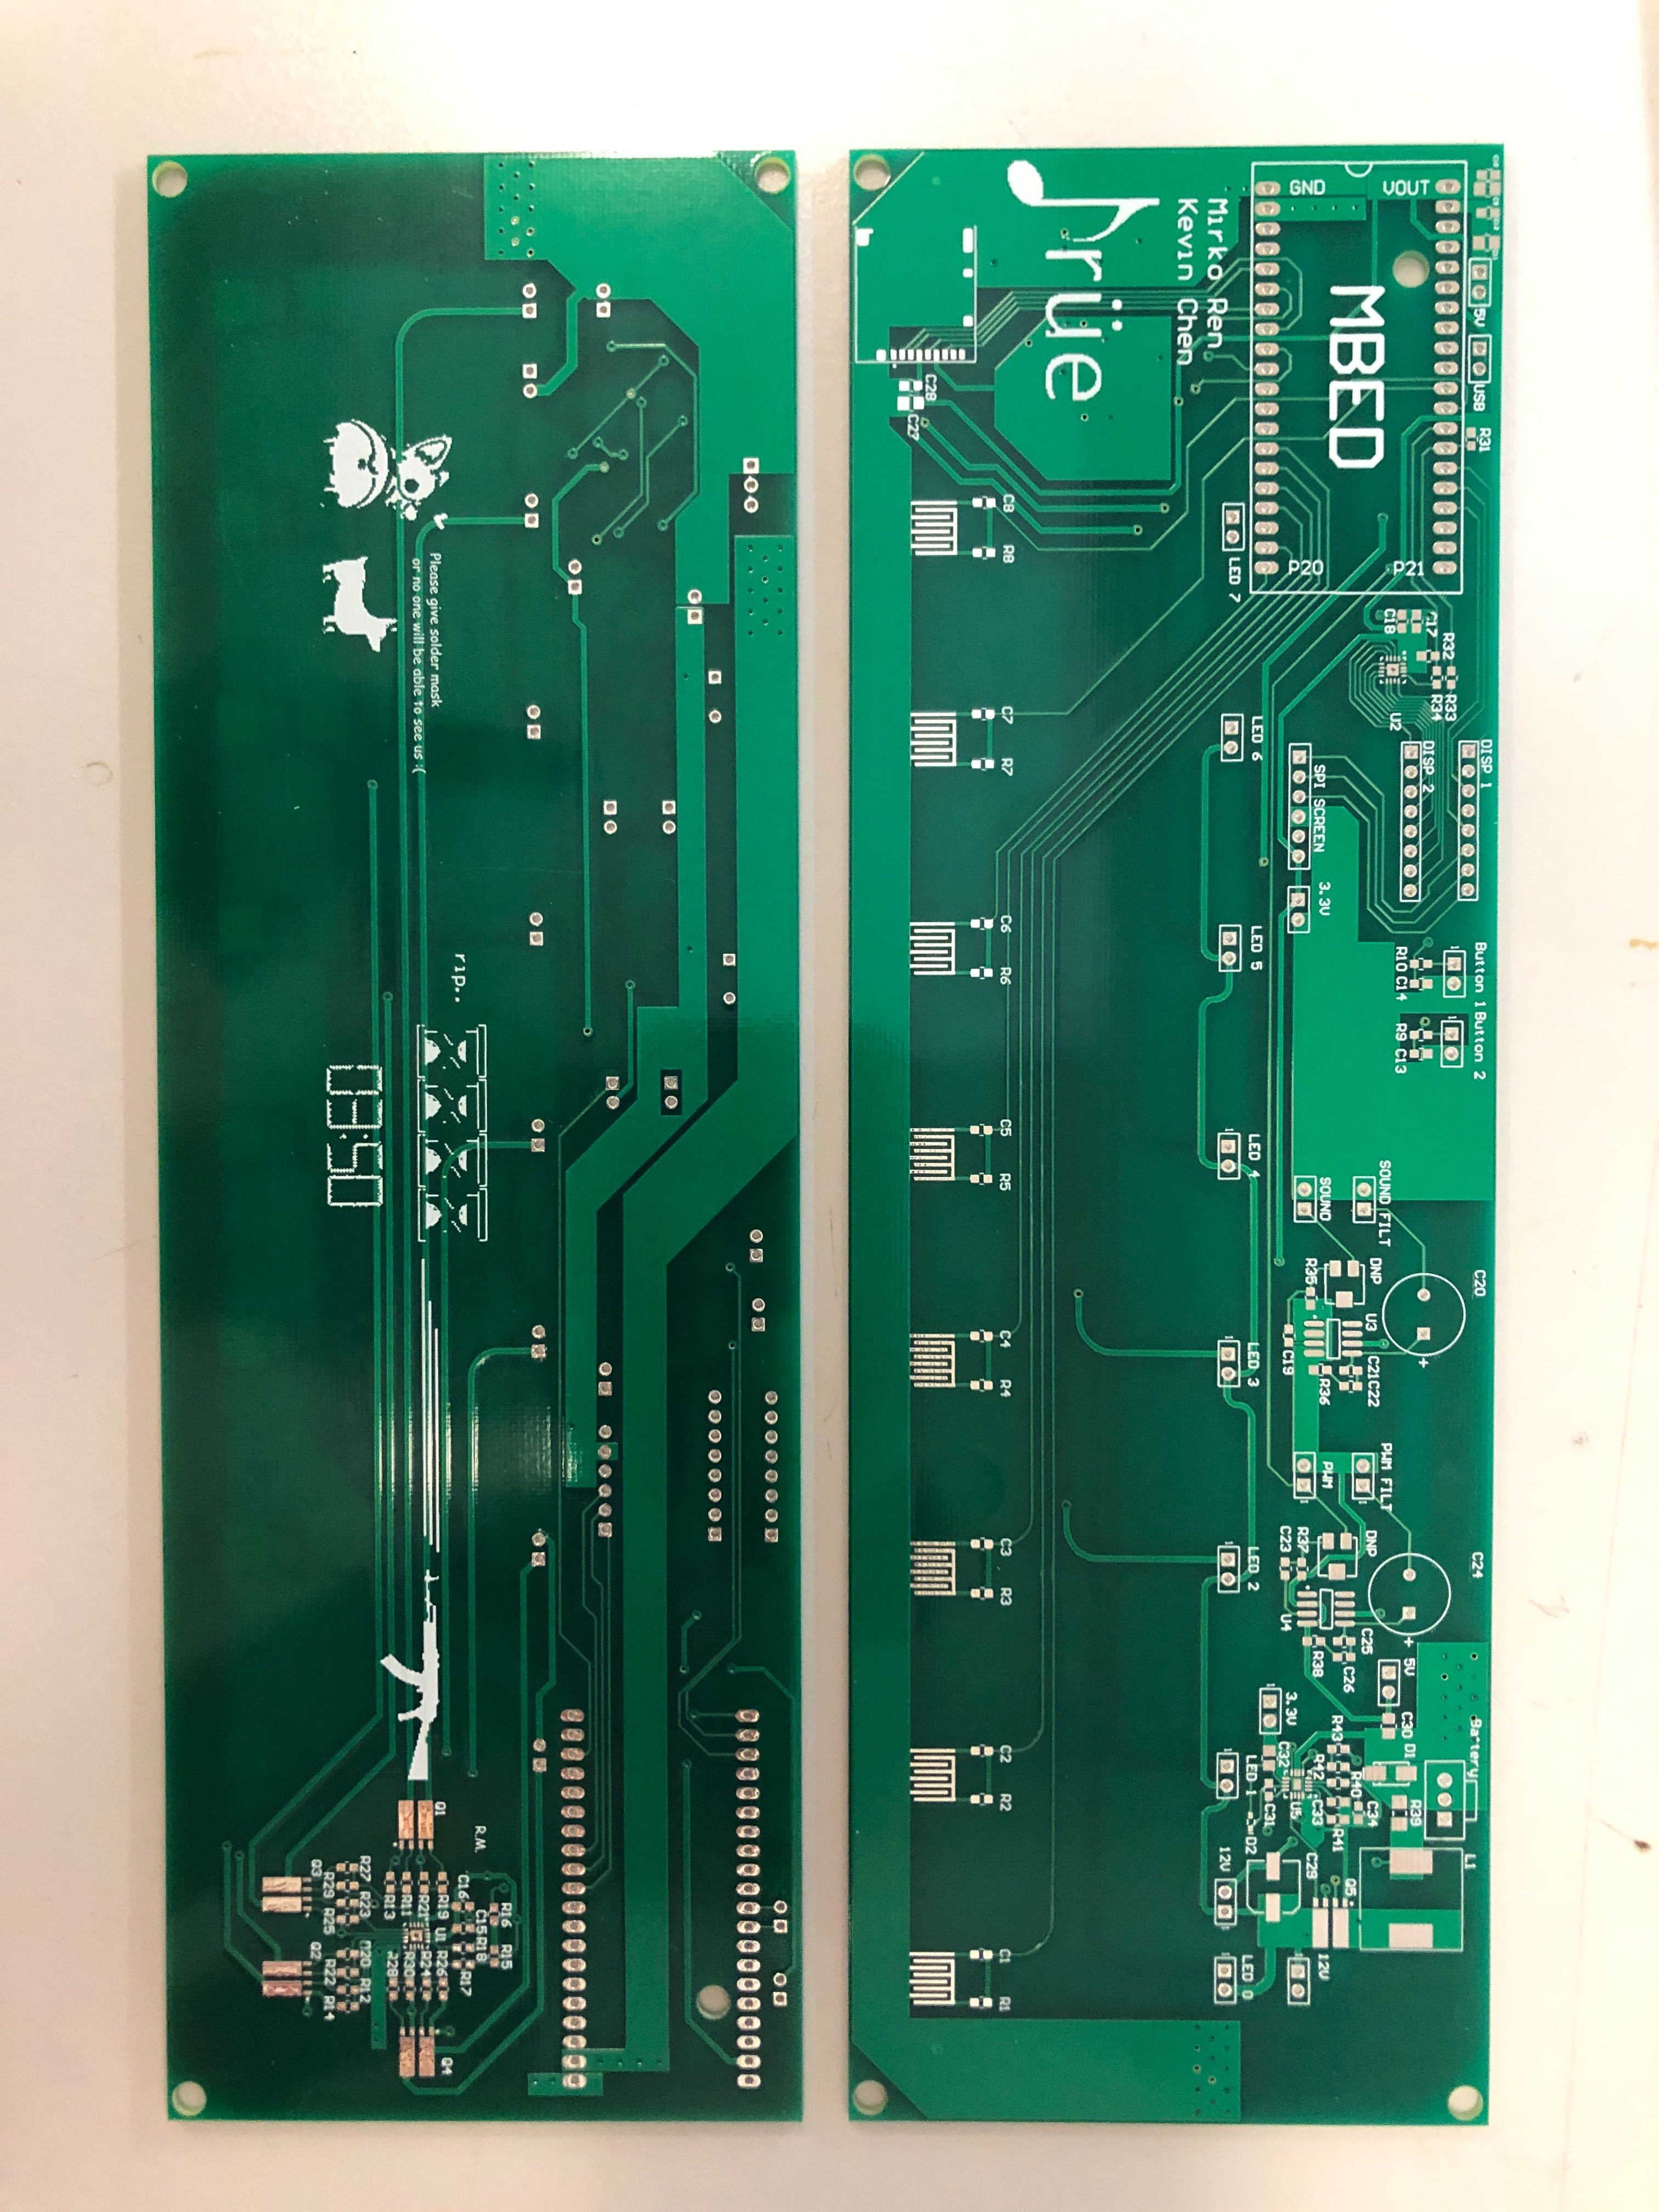 C10 C9 C12 C11
5V
USB
R31
DISP 1
Button 1 Button 2
C20
C24
Battery
L1
R32 R33
R34
C17
C18
U2
DISP 2
R10 C14
R9 C13
VOUT
GND
MBED
P21
P20
SOUND FILT
DNP
U3
C21 C22
R36
SOUND
R35
C19
PWM FILT
DNP
PWM
C25
C26
R37
C23
R38
U4
5V
C30
D1
R39
C34
R40
R43
R41
R42
C33
U5
Q5
12V
C29
3.3V
C32
C31
D2
SPI SCREEN
3.3V
LED 7
LED 6
LED 5
LED 4
LED 3
LED 2
LED 1
12V
LED 0
Mirko Ren
Kevin Chen
rüe
C8 R8
C7 R7
C6 R6
C5 R5
C4 R4
C3 R3
C2 R2
C1 R1
C28
C27
rip..
Please give solder mask
or no one will be able to see us :(
03:50
R.M.
R16 R15
C15 R18
C16 R17
Q1
R19
U1
R26
Q4
R21
R24
R11
R30
R13
R28
R27 R23
R20 R12
R29 R25
R22 R14
Q3
Q2